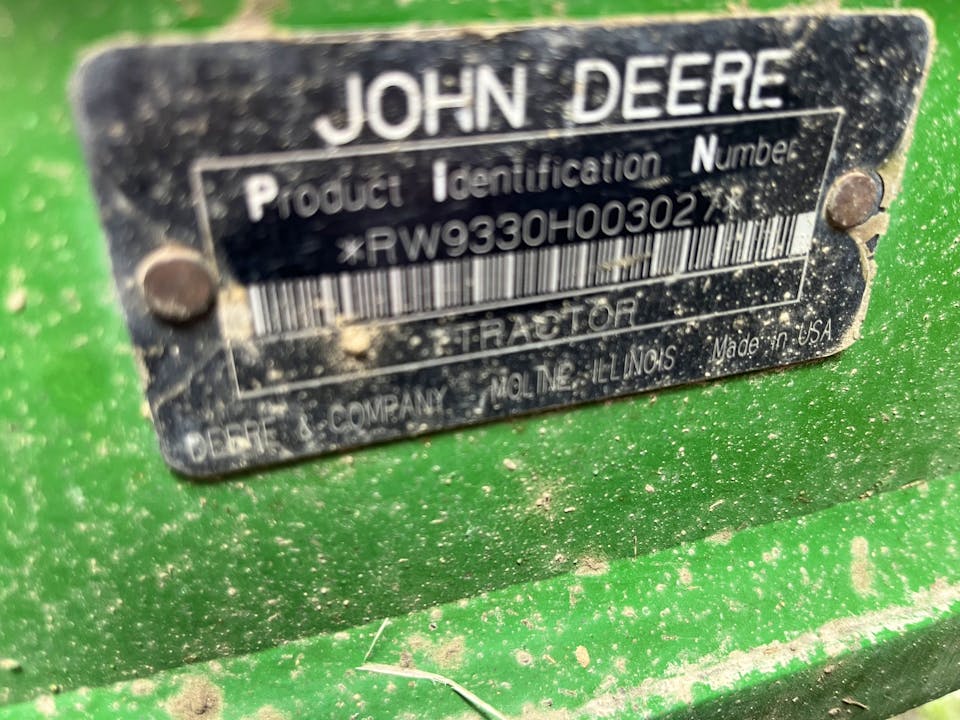 JOHN DEERE
Product Identification Number
*RW9330H003027*
TRACTOR
DEERE & COMPANY MOLINE ILLINOIS Made in USA